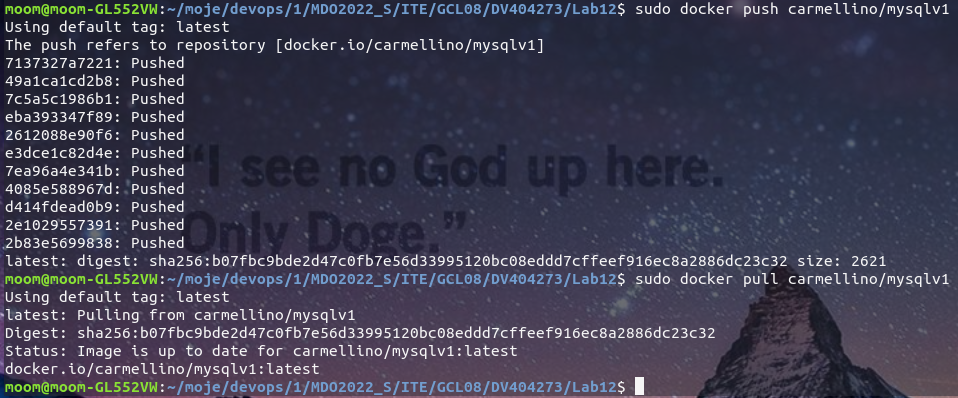 moom@moom-GL552VW:~/moje/devops/1/MDO2022_S/ITE/GCL08/DV404273/Lab12$ sudo docker push carmellino/mysqlv1
Using default tag: latest
The push refers to repository [docker.io/carmellino/mysqlv1]
7137327a7221: Pushed
49a1ca1cd2b8: Pushed
7c5a5c1986b1: Pushed
eba393347f89: Pushed
2612088e90f6: Pushed
e3dce1c82d4e: Pushed
7ea96a4e341b: Pushed
4085e588967d: Pushed
d414fdead0b9: Pushed
2e1029557391: Pushed
2b83e5699838: Pushed
“I see no God up here.
Only Doge.”
latest: digest: sha256:b07fbc9bde2d47c0fb7e56d33995120bc08eddd7cffeef916ec8a2886dc23c32 size: 2621
moom@moom-GL552VW:~/moje/devops/1/MDO2022_S/ITE/GCL08/DV404273/Lab12$ sudo docker pull carmellino/mysqlv1
Using default tag: latest
latest: Pulling from carmellino/mysqlv1
Digest: sha256:b07fbc9bde2d47c0fb7e56d33995120bc08eddd7cffeef916ec8a2886dc23c32
Status: Image is up to date for carmellino/mysqlv1:latest
docker.io/carmellino/mysqlv1:latest
moom@moom-GL552VW:~/moje/devops/1/MDO2022_S/ITE/GCL08/DV404273/Lab12$